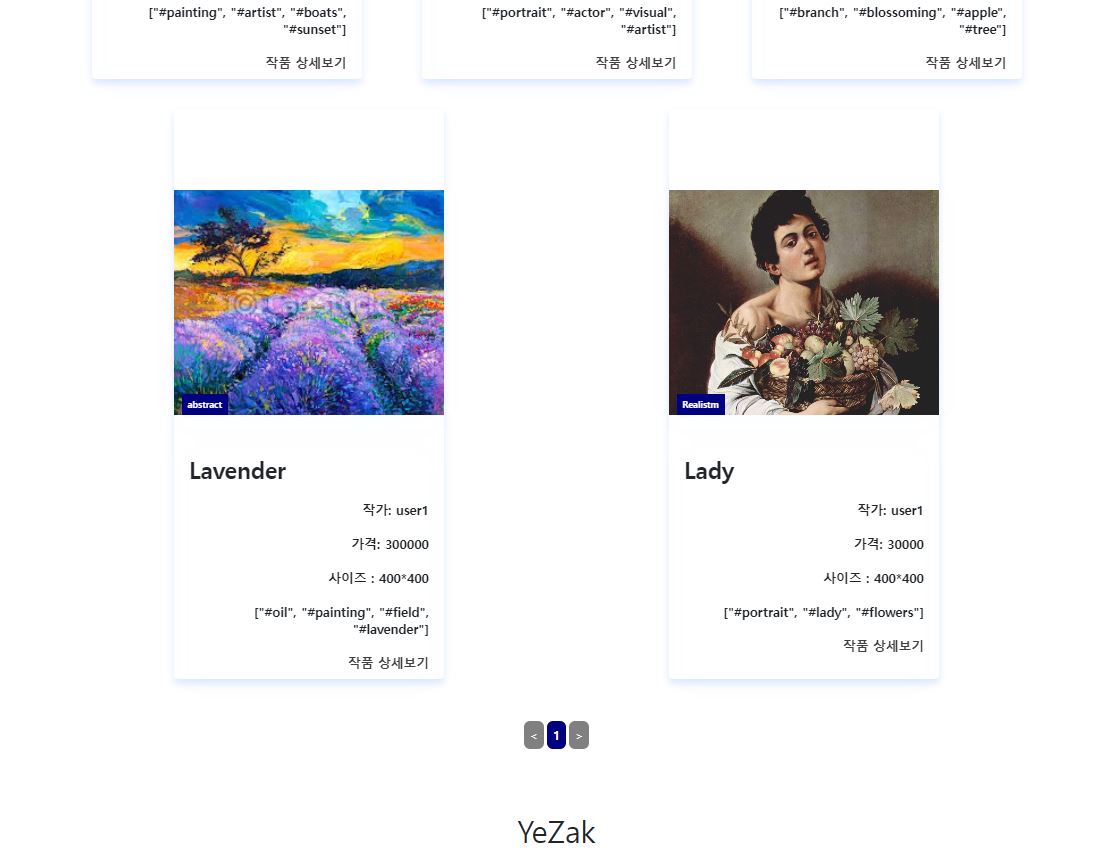 ["#painting", "#artist", "#boats",
"#sunset"]
작품 상세보기
["#portrait", "#actor", "#visual",
"#artist"]
작품 상세보기
["#branch", "#blossoming", "#apple",
"#tree"]
작품 상세보기
abstract
Lavender
작가: user1
가격: 300000
사이즈 : 400*400
["#oil", "#painting", "#field",
"#lavender"]
작품 상세보기
Realistm
Lady
작가: user1
가격: 30000
사이즈 : 400*400
["#portrait", "#lady", "#flowers"]
작품 상세보기
< 1 >
YeZak